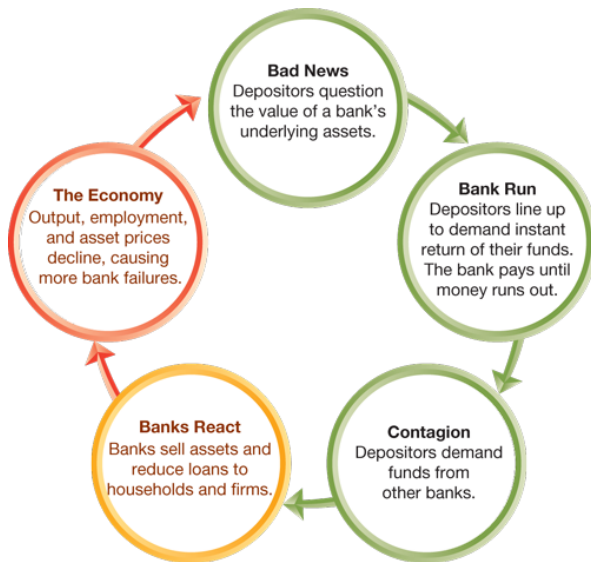 Bad News
Depositors question
the value of a bank's
underlying assets.
Bank Run
Depositors line up
to demand instant
return of their funds.
The bank pays until
money runs out.
Contagion
Depositors demand
funds from
other banks.
Banks React
Banks sell assets and
reduce loans to
households and firms.
The Economy
Output, employment,
and asset prices
decline, causing
more bank failures.